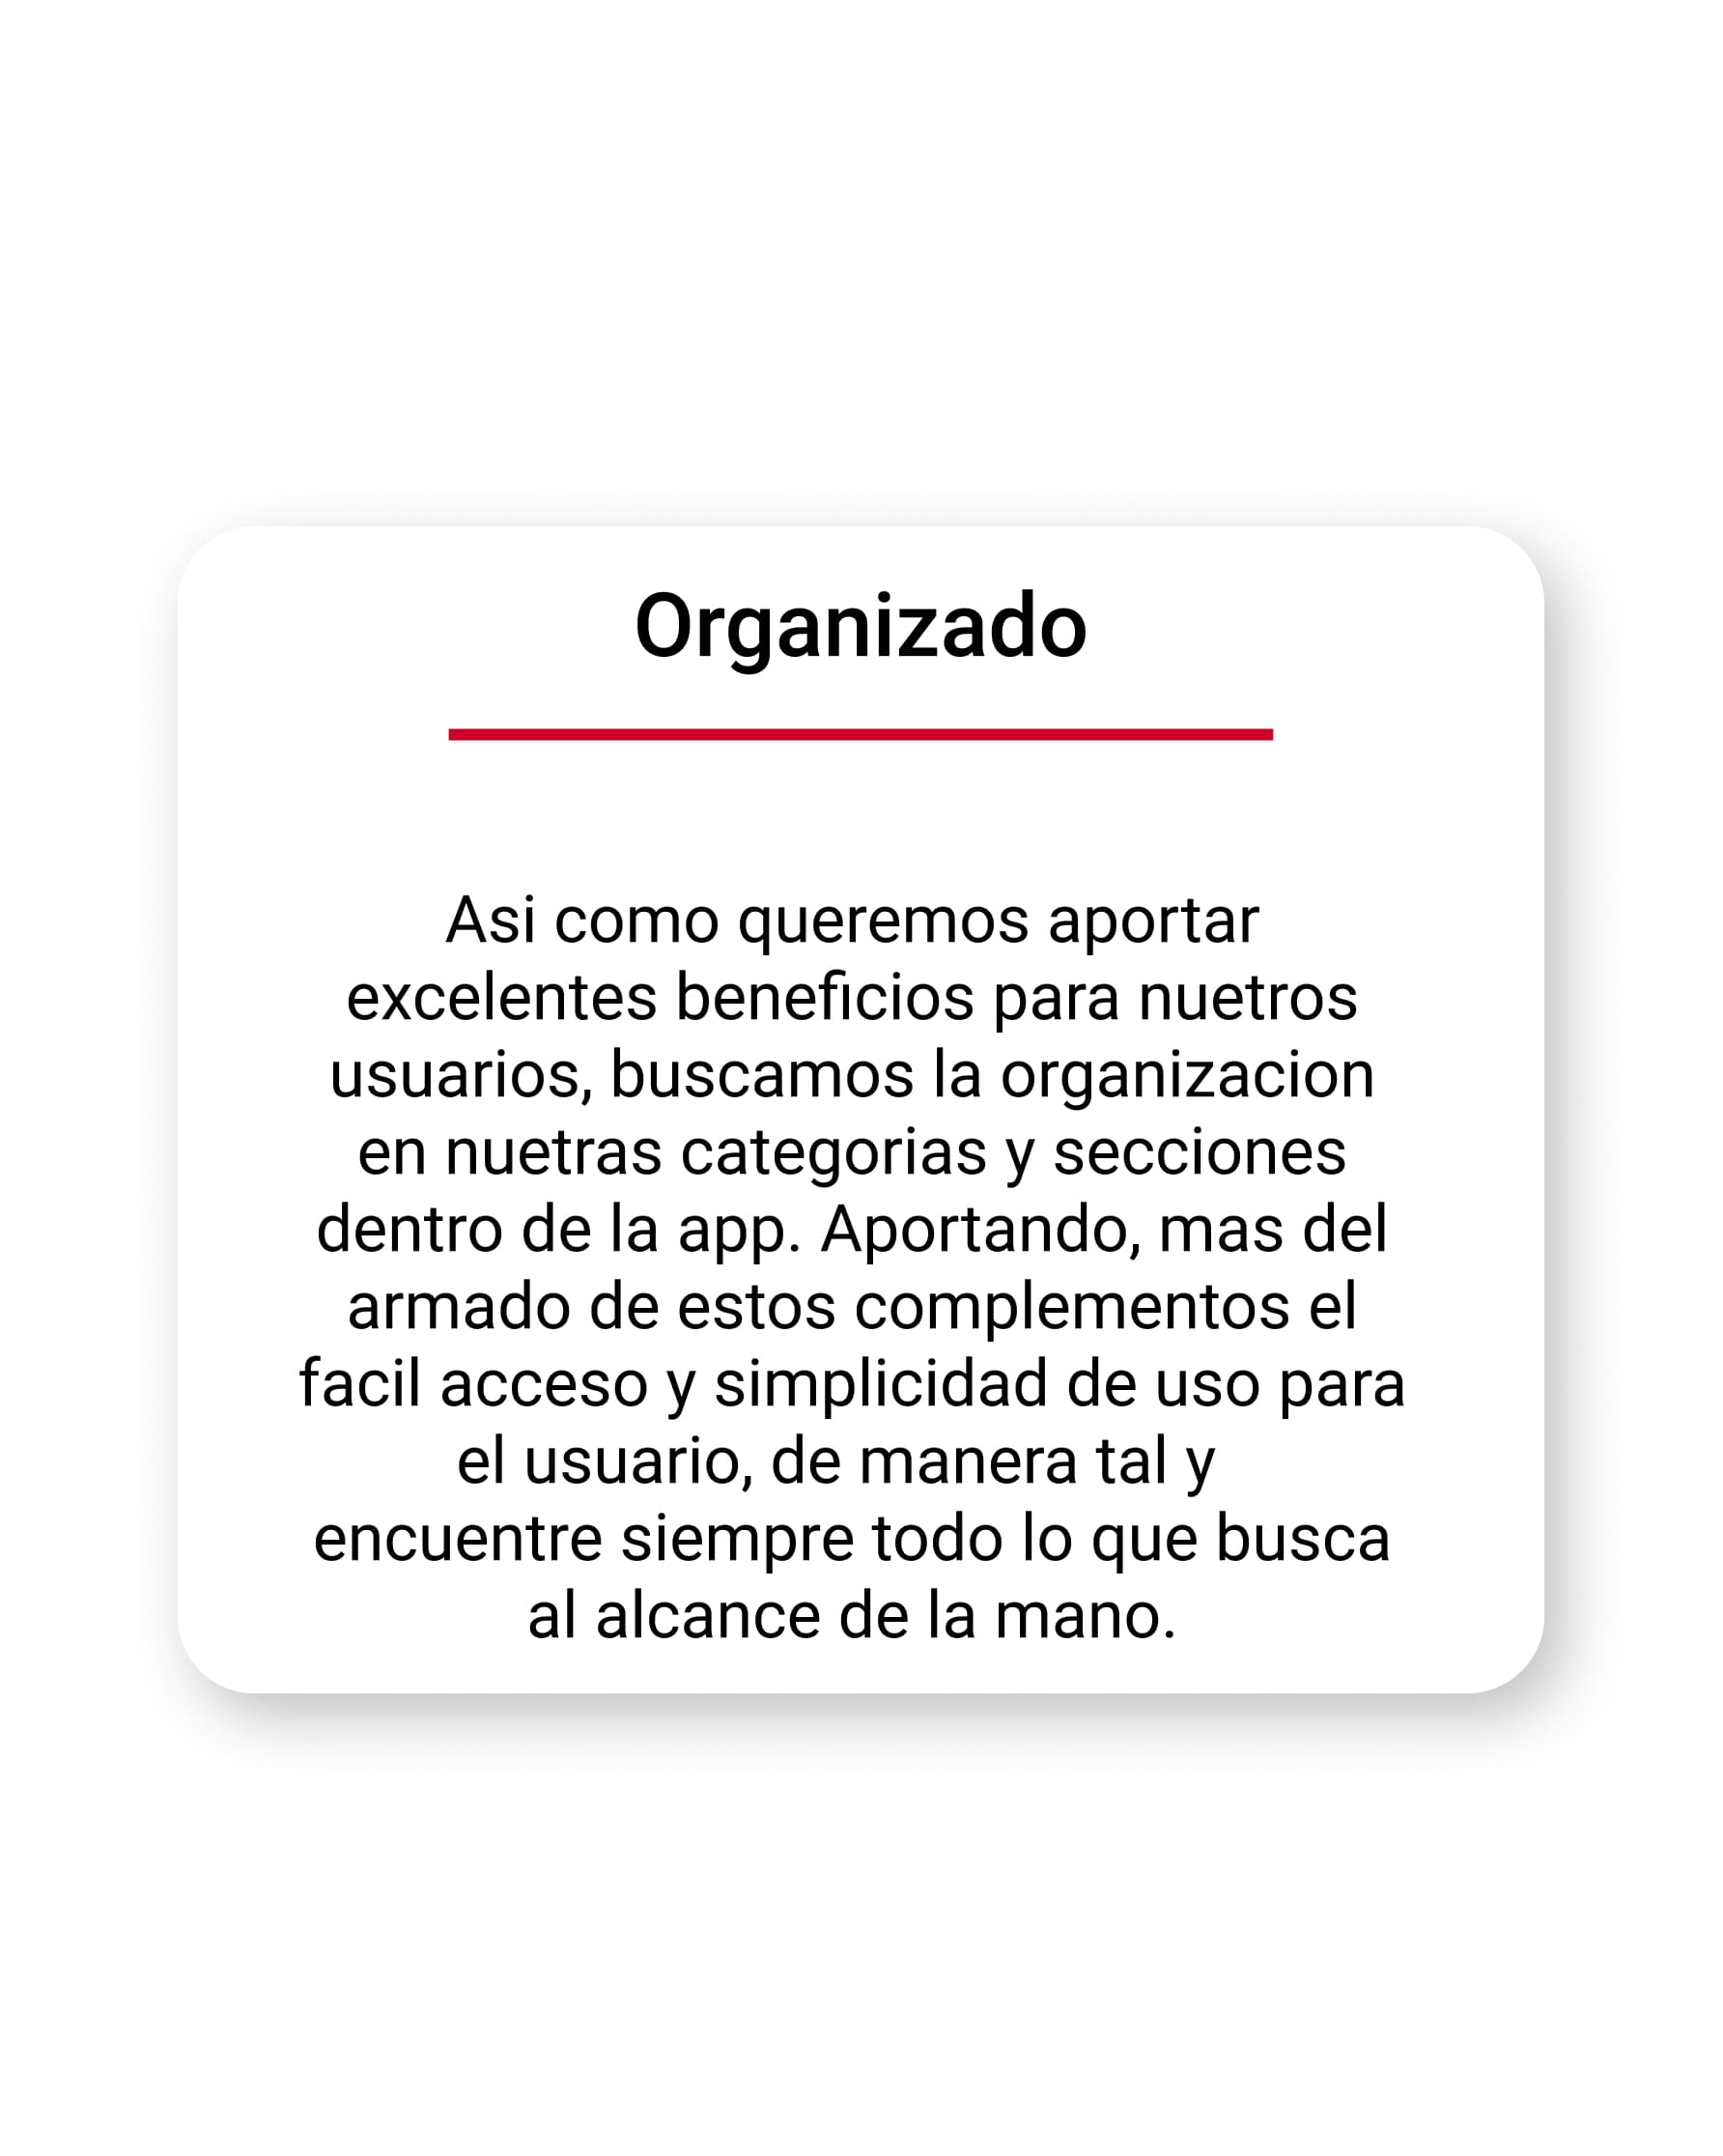 Organizado
Asi como queremos aportar
excelentes beneficios para nuetros
usuarios, buscamos la organizacion
en nuetras categorias y secciones
dentro de la app. Aportando, mas del
armado de estos complementos el
facil acceso y simplicidad de uso para
el usuario, de manera tal y
encuentre siempre todo lo que busca
al alcance de la mano.